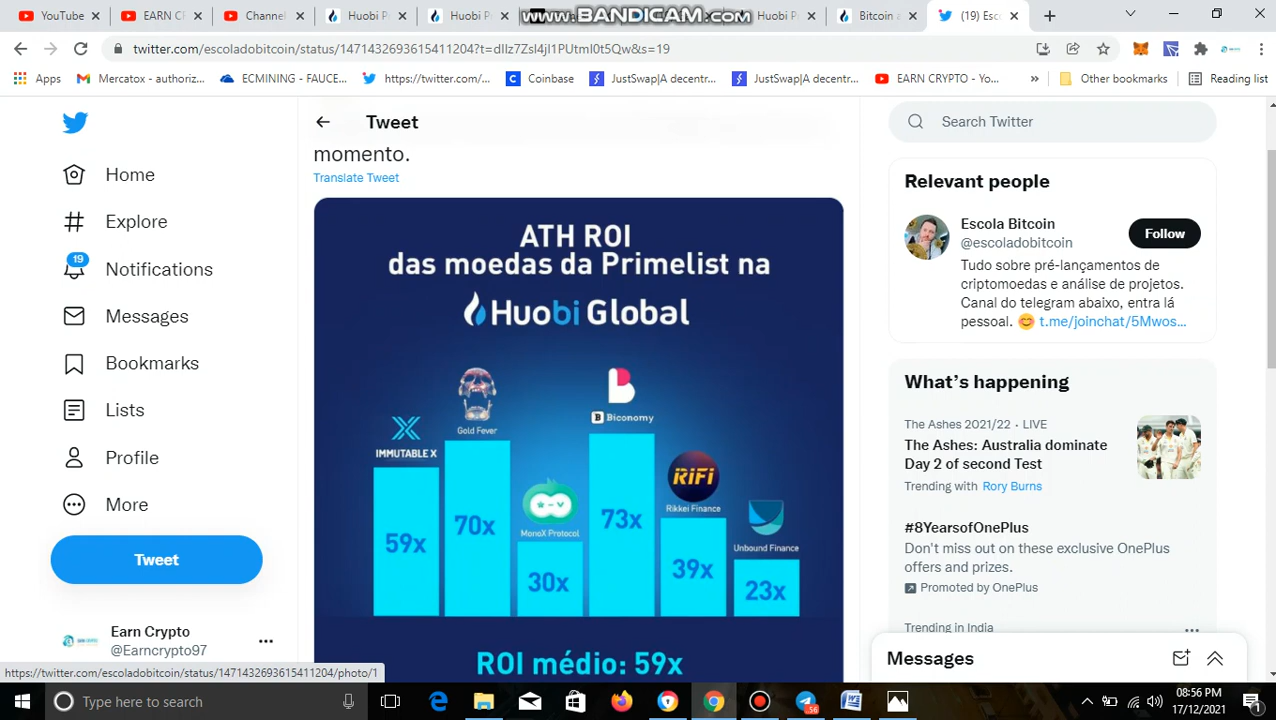 YouTube
EARN CR
Channel
Huobi P
Huobi P
www.BANDICAM.com
Huobi P
Bitcoin a
(19) Esc
twitter.com/escoladobitcoin/status/1471432693615411204?t=dIIz7Zsl4jI1PUtmI0t5Qw&s=19
Apps
Mercatox - authoriz...
ECMINING - FAUCE...
https://twitter.com/...
Coinbase
JustSwap|A decentr...
JustSwap|A decentr...
EARN CRYPTO - Yo...
»
Other bookmarks
Reading list
Home
Explore
19
Notifications
Messages
Bookmarks
Lists
Profile
More
Tweet
Earn Crypto
@Earncrypto97
Tweet
momento.
Translate Tweet
ATH ROI
das moedas da Primelist na
Huobi Global
IMMUTABLE X
59x
Gold Fever
70x
MonoX Protocol
30x
B Biconomy
73x
RiFi
Rikkei Finance
39x
Unbound Finance
23x
ROI médio: 59x
Search Twitter
Relevant people
Escola Bitcoin
@escoladobitcoin
Follow
Tudo sobre pré-lançamentos de
criptomoedas e análise de projetos.
Canal do telegram abaixo, entra lá
pessoal. 😊 t.me/joinchat/5Mwos...
What's happening
The Ashes 2021/22 · LIVE
The Ashes: Australia dominate
Day 2 of second Test
Trending with Rory Burns
#8YearsofOnePlus
Don't miss out on these exclusive OnePlus
offers and prizes.
Promoted by OnePlus
Trending in India
Messages
https://twitter.com/escoladobitcoin/status/1471432693615411204/photo/1
Type here to search
56
08:56 PM
17/12/2021
1